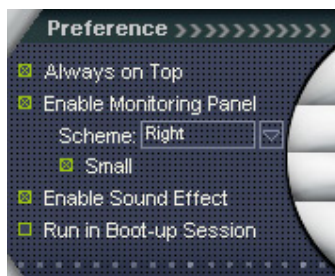 Preference >>>>>>>>>>>
Always on Top
Enable Monitoring Panel
Scheme: Right
Small
Enable Sound Effect
Run in Boot-up Session